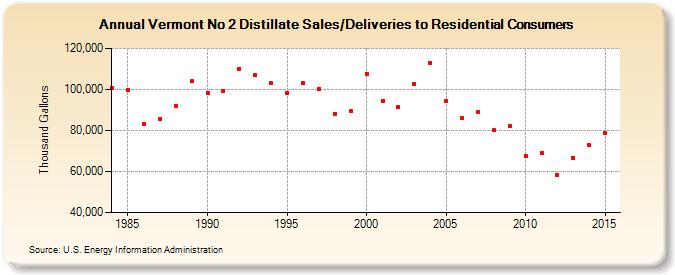 Annual Vermont No 2 Distillate Sales/Deliveries to Residential Consumers
Thousand Gallons
120,000
100,000
80,000
60,000
40,000
1985 1990 1995 2000 2005 2010 2015
Source: U.S. Energy Information Administration